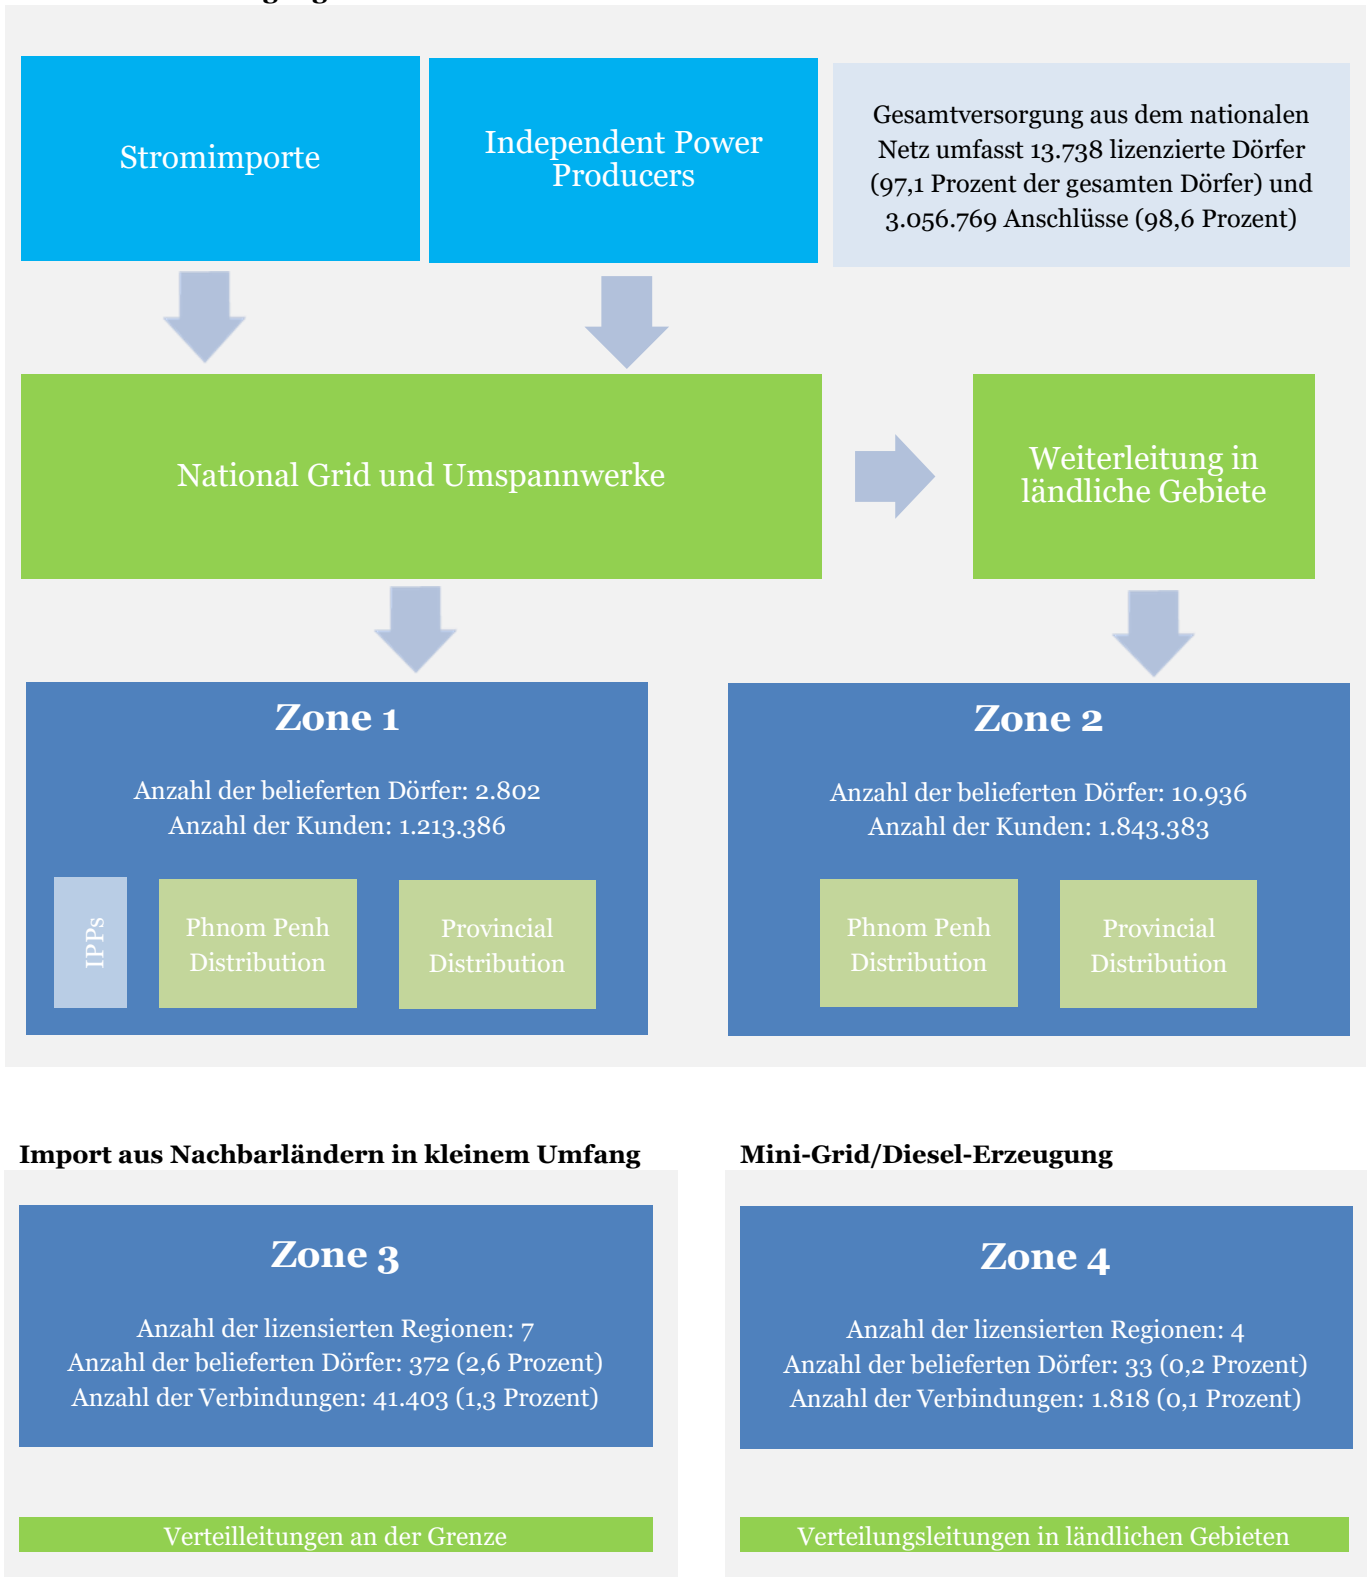 Stromimporte
Independent Power
Producers
Gesamtversorgung aus dem nationalen
Netz umfasst 13.738 lizenzierte Dörfer
(97,1 Prozent der gesamten Dörfer) und
3.056.769 Anschlüsse (98,6 Prozent)
National Grid und Umspannwerke
Weiterleitung in
ländliche Gebiete
Zone 1
Anzahl der belieferten Dörfer: 2.802
Anzahl der Kunden: 1.213.386
IPPs
Phnom Penh
Distribution
Provincial
Distribution
Zone 2
Anzahl der belieferten Dörfer: 10.936
Anzahl der Kunden: 1.843.383
Phnom Penh
Distribution
Provincial
Distribution
Import aus Nachbarländern in kleinem Umfang
Zone 3
Anzahl der lizensierten Regionen: 7
Anzahl der belieferten Dörfer: 372 (2,6 Prozent)
Anzahl der Verbindungen: 41.403 (1,3 Prozent)
Verteilleitungen an der Grenze
Mini-Grid/Diesel-Erzeugung
Zone 4
Anzahl der lizensierten Regionen: 4
Anzahl der belieferten Dörfer: 33 (0,2 Prozent)
Anzahl der Verbindungen: 1.818 (0,1 Prozent)
Verteilungsleitungen in ländlichen Gebieten